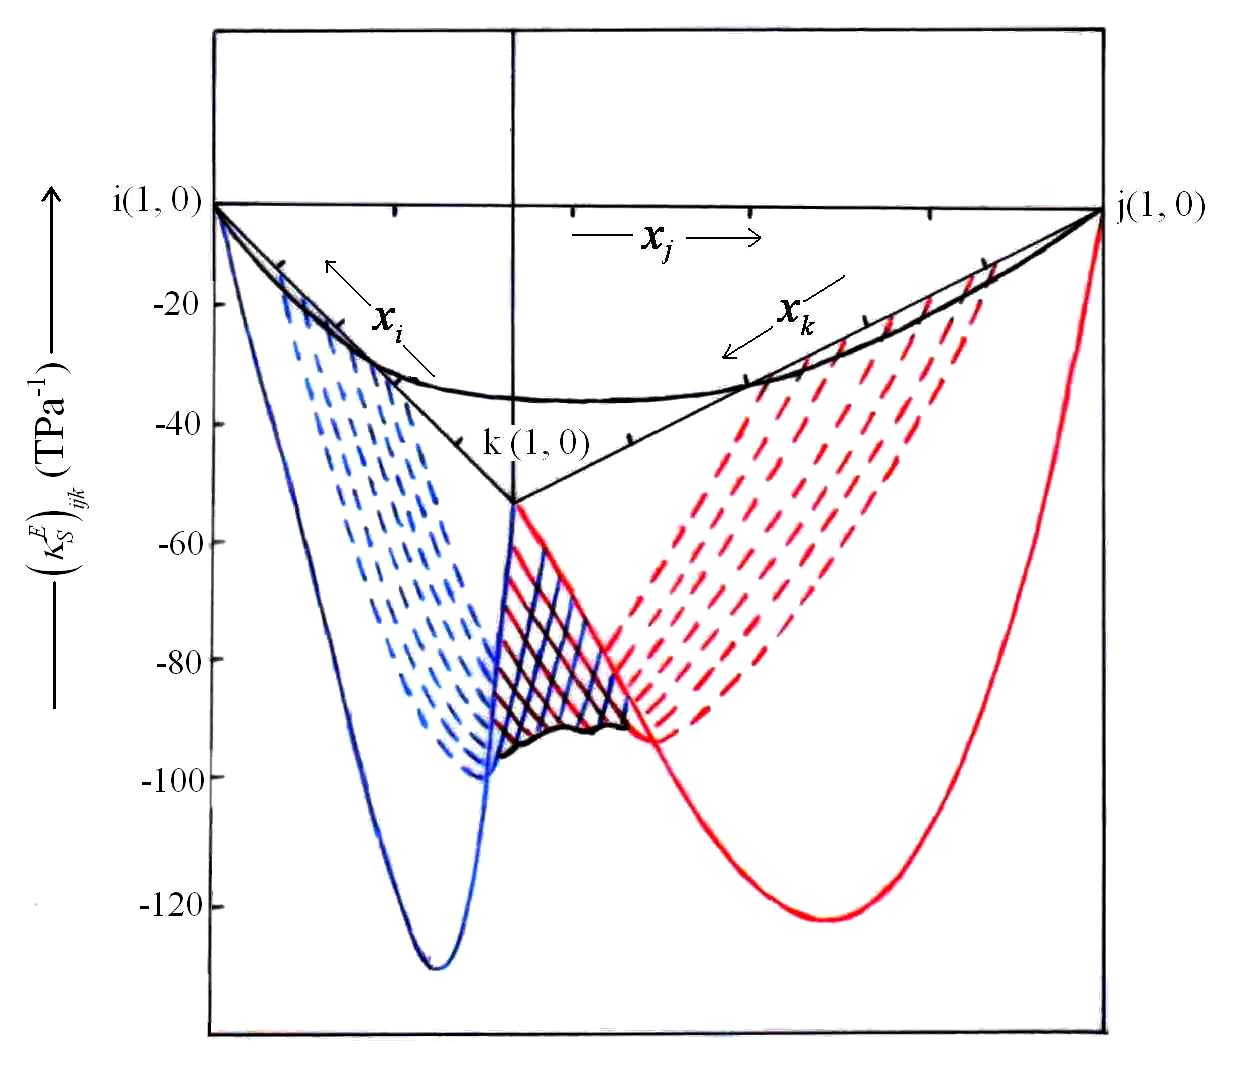 i(1, 0)
j(1, 0)
x_j
x_i
x_k
-20
-40
k (1, 0)
-60
-80
-100
-120
(κ_S^E)_ijk (TPa^-1)